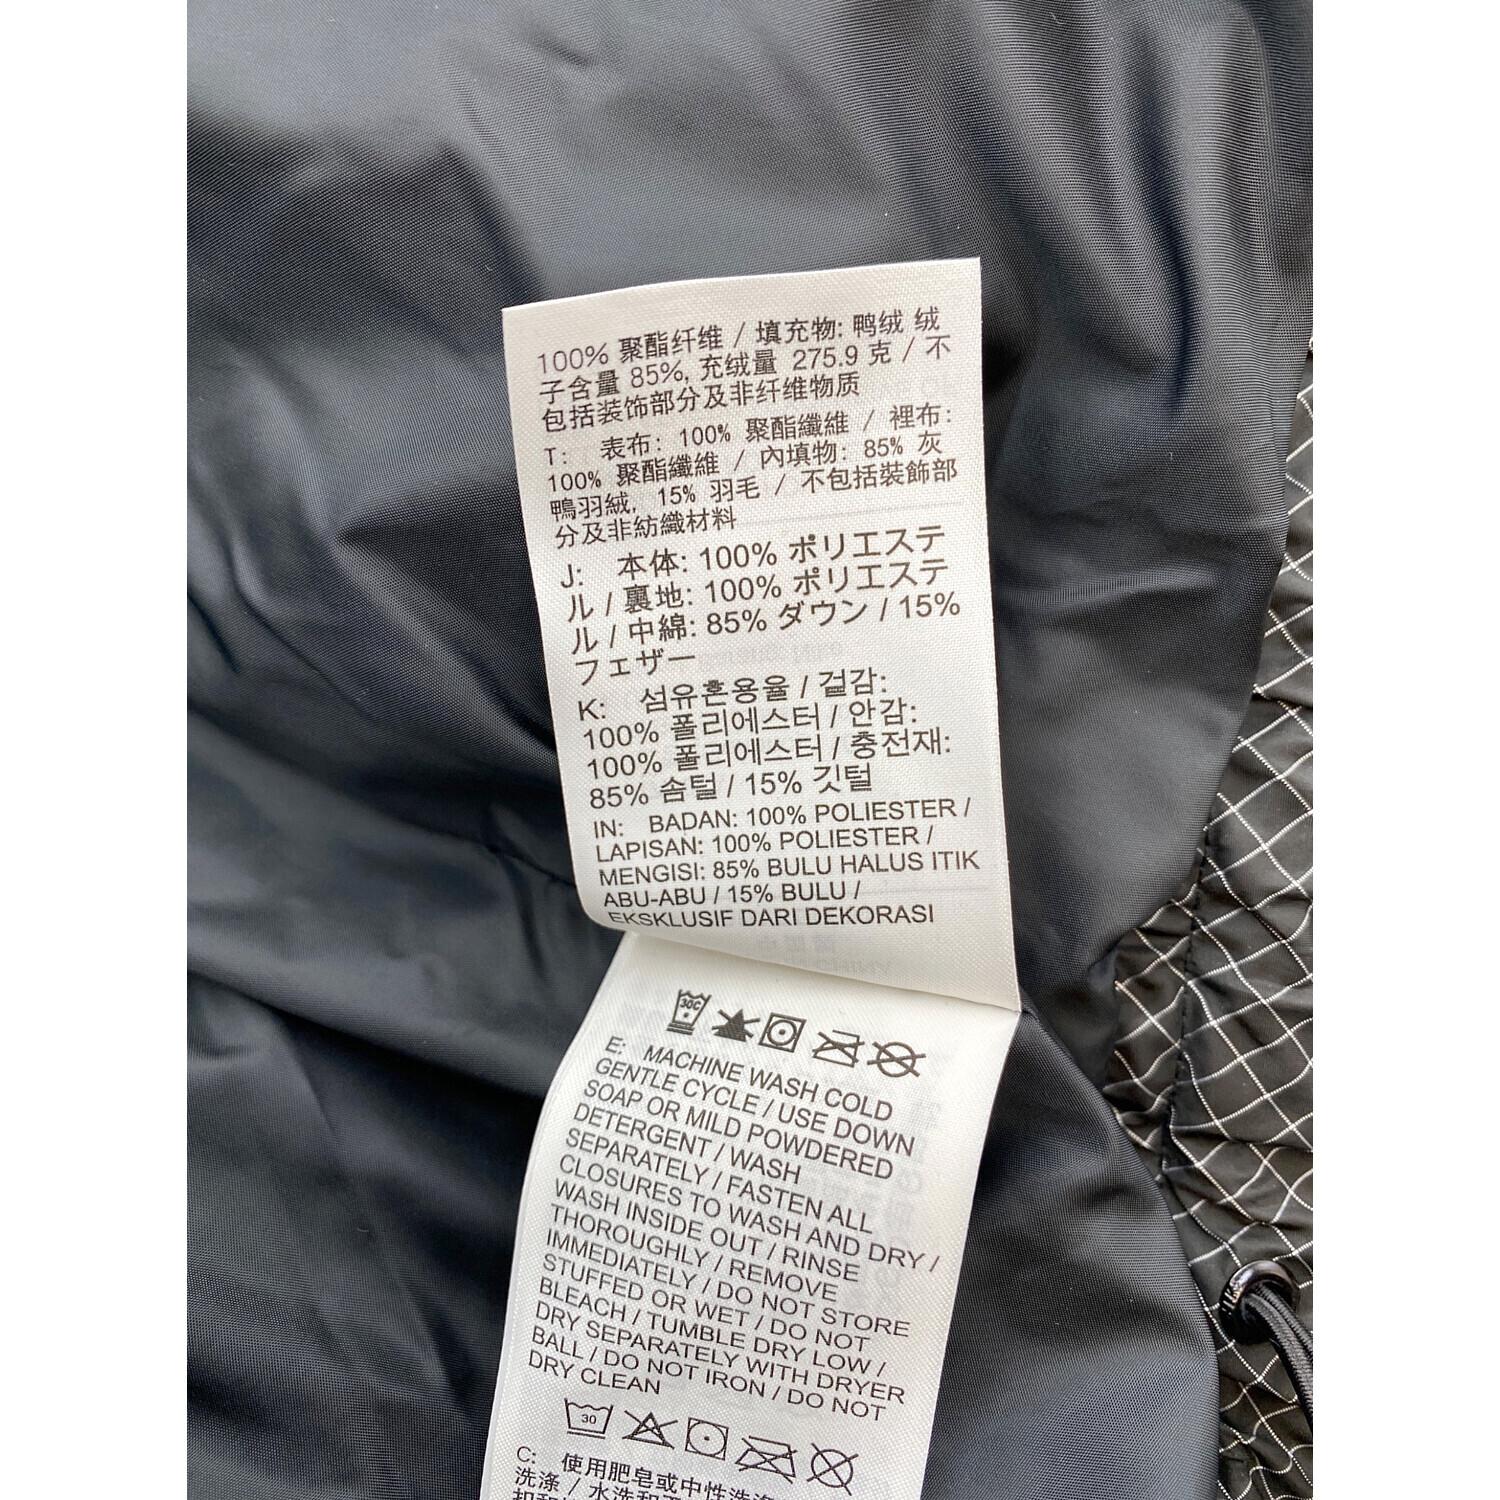 100% 聚酯纤维 / 填充物: 鸭绒 绒
子含量 85%, 充绒量 275.9 克 / 不
包括装饰部分及非纤维物质
T: 表布: 100% 聚酯纖維 / 裡布:
100% 聚酯纖維 / 內填物: 85% 灰
鴨羽絨, 15% 羽毛 / 不包括裝飾部
分及非紡織材料
J: 本体: 100% ポリエステ
ル / 裏地: 100% ポリエステ
ル / 中綿: 85% ダウン / 15%
フェザー
K: 섬유혼용율 / 겉감:
100% 폴리에스터 / 안감:
100% 폴리에스터 / 충전재:
85% 솜털 / 15% 깃털
IN: BADAN: 100% POLIESTER /
LAPISAN: 100% POLIESTER /
MENGISI: 85% BULU HALUS ITIK
ABU-ABU / 15% BULU /
EKSKLUSIF DARI DEKORASI
30C
E: MACHINE WASH COLD
GENTLE CYCLE / USE DOWN
SOAP OR MILD POWDERED
DETERGENT / WASH
SEPARATELY / FASTEN ALL
CLOSURES TO WASH AND DRY /
WASH INSIDE OUT / RINSE
THOROUGHLY / REMOVE
IMMEDIATELY / DO NOT STORE
STUFFED OR WET / DO NOT
BLEACH / TUMBLE DRY LOW /
DRY SEPARATELY WITH DRYER
BALL / DO NOT IRON / DO NOT
DRY CLEAN
30
C: 使用肥皂或中性洗涤
洗涤 / 水洗和